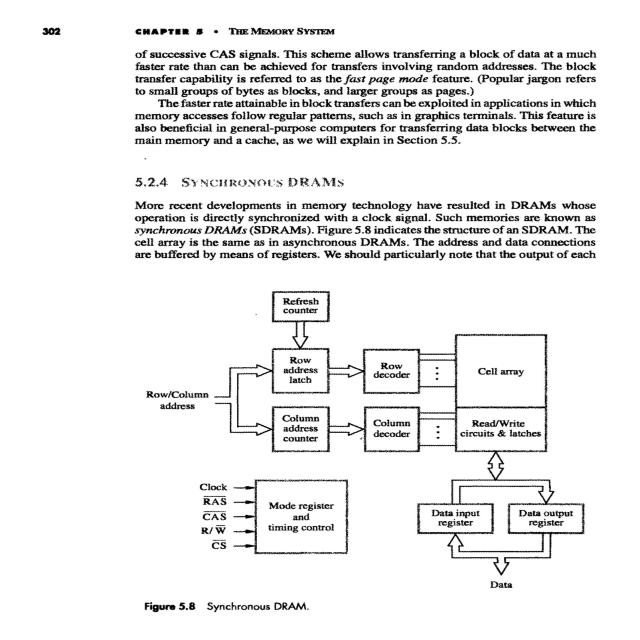 302 CHAPTER 5 • THE MEMORY SYSTEM
of successive CAS signals. This scheme allows transferring a block of data at a much
faster rate than can be achieved for transfers involving random addresses. The block
transfer capability is referred to as the fast page mode feature. (Popular jargon refers
to small groups of bytes as blocks, and larger groups as pages.)
The faster rate attainable in block transfers can be exploited in applications in which
memory accesses follow regular patterns, such as in graphics terminals. This feature is
also beneficial in general-purpose computers for transferring data blocks between the
main memory and a cache, as we will explain in Section 5.5.
5.2.4 SYNCHRONOUS DRAMS
More recent developments in memory technology have resulted in DRAMs whose
operation is directly synchronized with a clock signal. Such memories are known as
synchronous DRAMs (SDRAMs). Figure 5.8 indicates the structure of an SDRAM. The
cell array is the same as in asynchronous DRAMs. The address and data connections
are buffered by means of registers. We should particularly note that the output of each
Refresh
counter
Row
address
latch
Row
decoder
Cell array
Row/Column
address
Column
address
counter
Column
decoder
Read/Write
circuits & latches
Clock
R̅A̅S̅
C̅A̅S̅
R/W̅
C̅S̅
Mode register
and
timing control
Data input
register
Data output
register
Data
Figure 5.8 Synchronous DRAM.